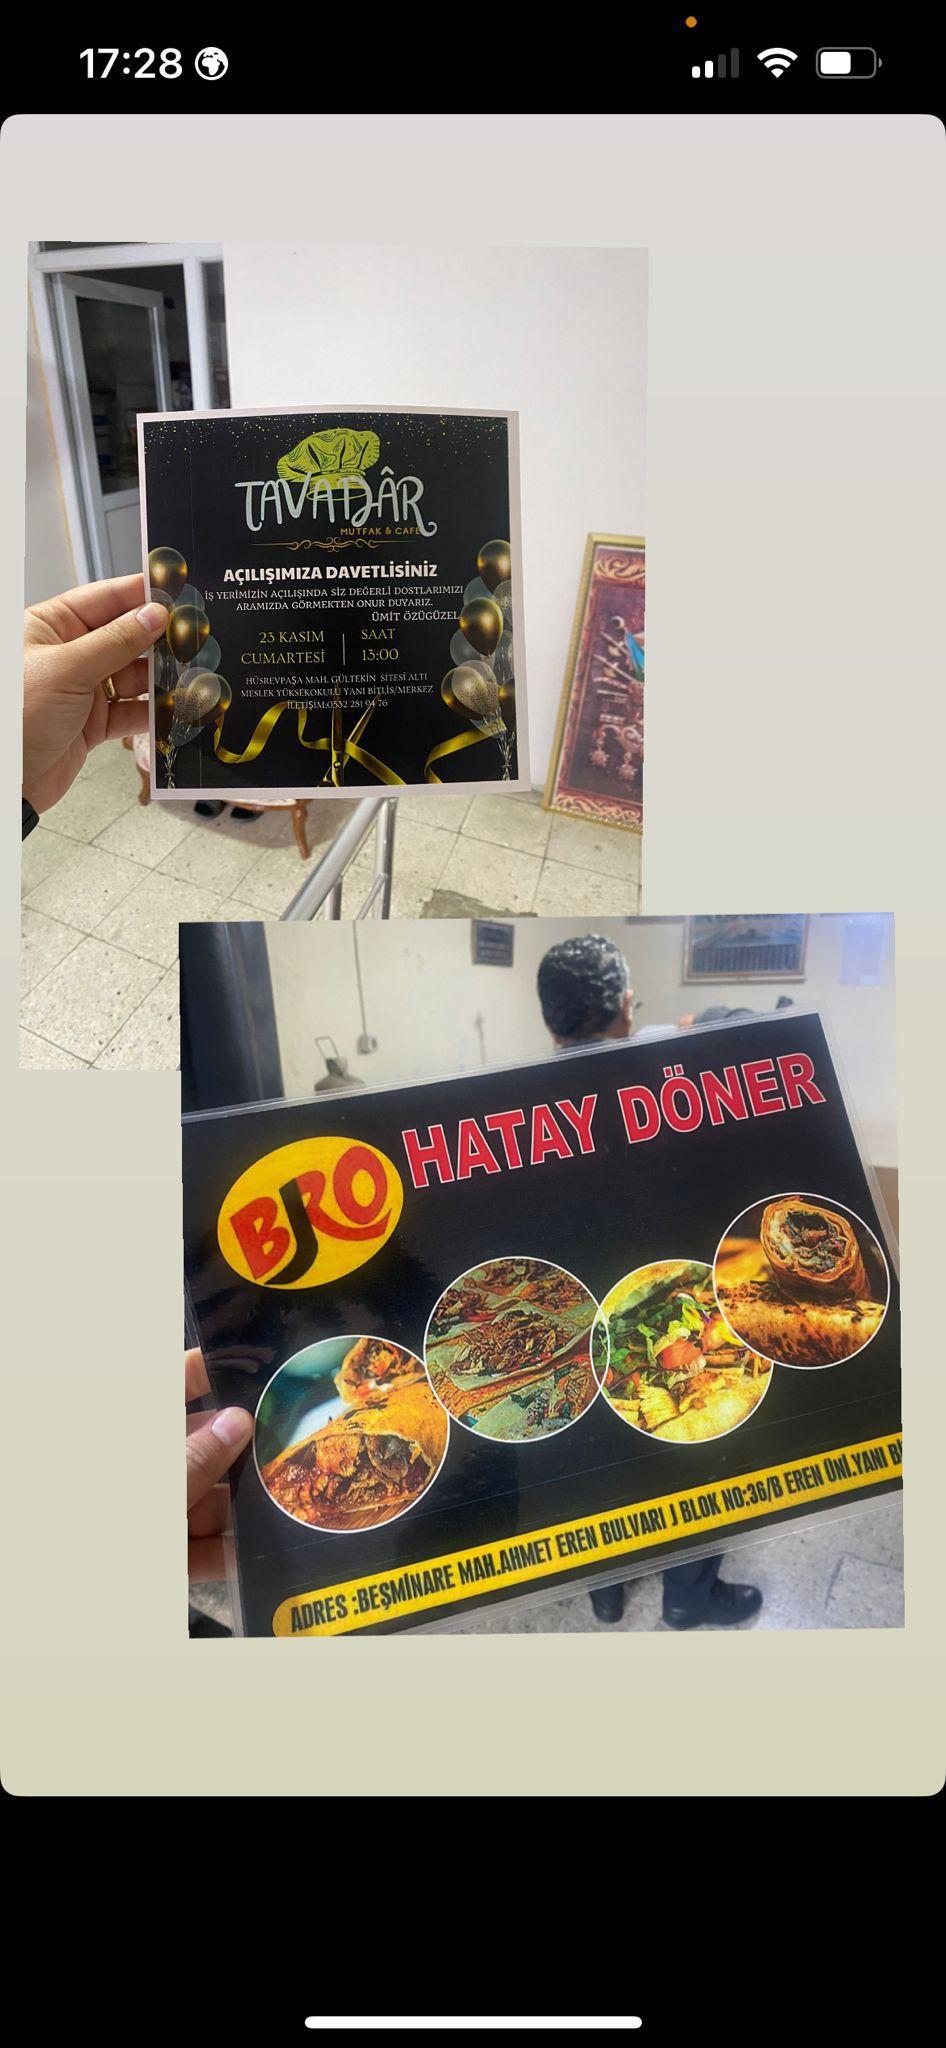 17:28
TAVADÂR
MUTFAK & CAFE
AÇILIŞIMIZA DAVETLİSİNİZ
İŞ YERİMİZİN AÇILIŞINDA SİZ DEĞERLİ DOSTLARIMIZI
ARAMIZDA GÖRMEKTEN ONUR DUYARIZ.
ÜMİT ÖZÜGÜZEL
23 KASIM
CUMARTESİ
SAAT
13:00
HÜSREVPAŞA MAH. GÜLTEKİN SİTESİ ALTI
MESLEK YÜKSEKOKULU YANI BİTLİS/MERKEZ
İLETİŞİM:0532 281 94 76
BRO
HATAY DÖNER
ADRES :BEŞMİNARE MAH.AHMET EREN BULVARI J BLOK NO:36/B EREN ÜNİ.YANI